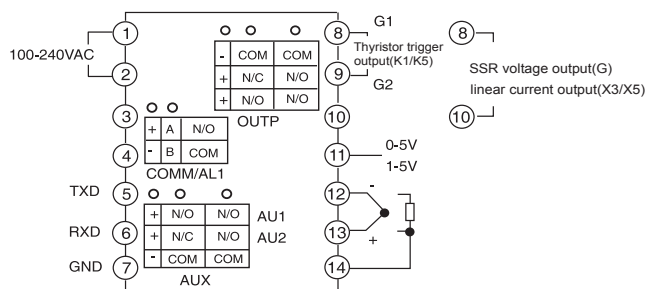 1
100-240VAC
2
3
4
TXD 5
RXD 6
GND 7
- COM COM
+ N/C N/O
+ N/O N/O
OUTP
+ A N/O
- B COM
COMM/AL1
+ N/O N/O AU1
+ N/C N/O AU2
- COM COM
AUX
8 G1
Thyristor trigger
output(K1/K5)
9 G2
10
11
0-5V
1-5V
12 -
13 +
14
8
SSR voltage output(G)
linear current output(X3/X5)
10